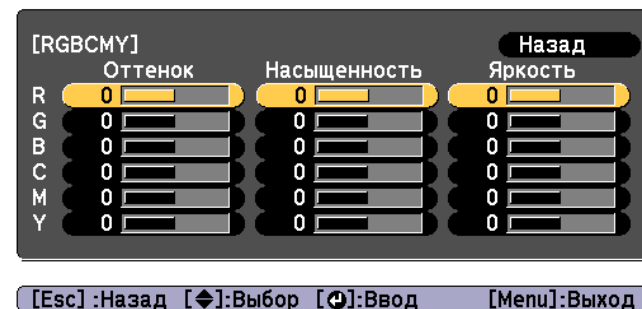 [RGBCMY] Назад
Оттенок Насыщенность Яркость
R 0 0 0
G 0 0 0
B 0 0 0
C 0 0 0
M 0 0 0
Y 0 0 0
[Esc] :Назад [◆]:Выбор [⏎]:Ввод [Menu]:Выход